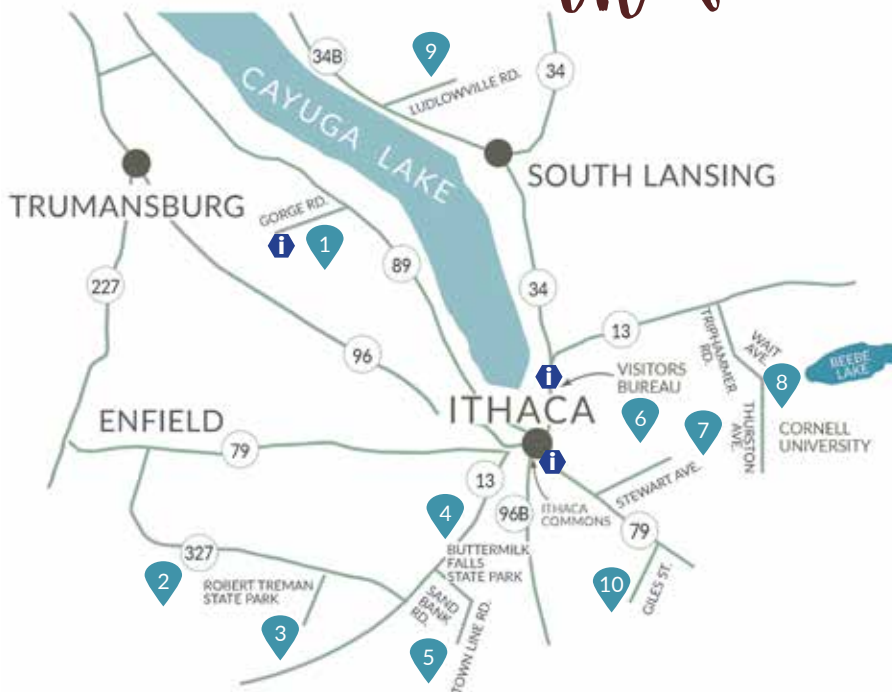 34B
9
34
LUDLOWVILLE RD.
CAYUGA LAKE
SOUTH LANSING
TRUMANSBURG
GORGE RD.
i
1
89
227
34
96
13
TRIPHAMMER
RD.
WAIT
AVE.
BEEBE
LAKE
i
VISITORS
BUREAU
8
ITHACA
6
7
THURSTON
AVE.
CORNELL
UNIVERSITY
ENFIELD
79
i
13
STEWART AVE.
4
96B
ITHACA
COMMONS
79
BUTTERMILK
FALLS
STATE PARK
327
2
ROBERT TREMAN
STATE PARK
SAND
BANK
RD.
10
GILES ST.
3
5
TOWN LINE RD.